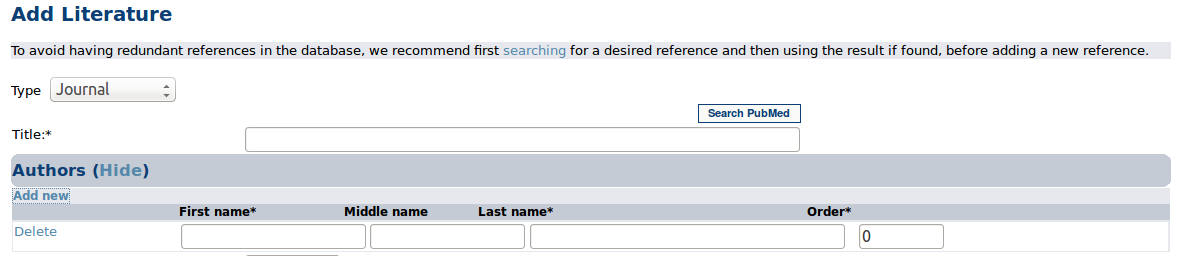 Add Literature
To avoid having redundant references in the database, we recommend first searching for a desired reference and then using the result if found, before adding a new reference.
Type Journal
Search PubMed
Title:*
Authors (Hide)
Add new
First name* Middle name Last name* Order*
Delete 0